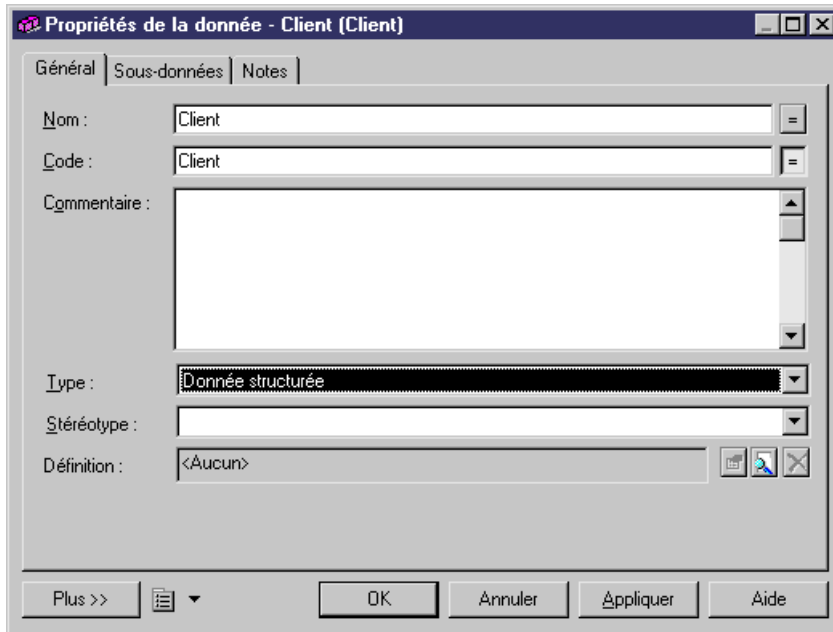 Propriétés de la donnée - Client (Client)
Général Sous-données Notes
Nom : Client =
Code : Client =
Commentaire :
Type : Donnée structurée
Stéréotype :
Définition : <Aucun>
Plus >> OK Annuler Appliquer Aide